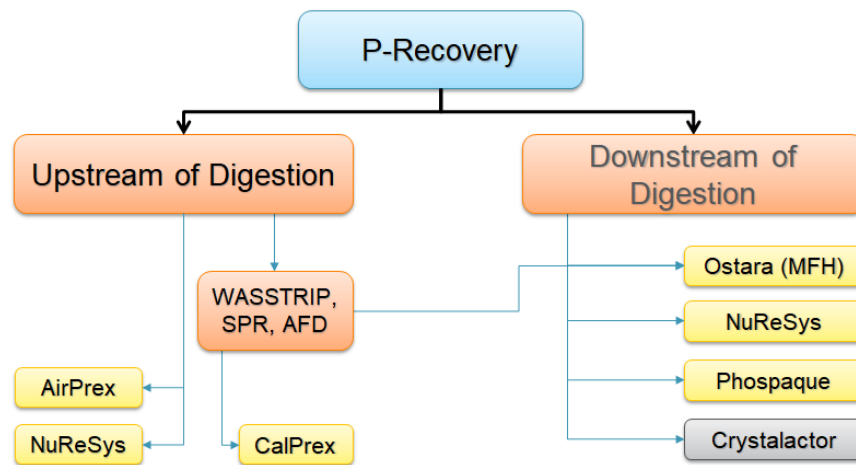 P-Recovery
Upstream of Digestion
Downstream of
Digestion
WASSTRIP,
SPR, AFD
AirPrex
NuReSys
CalPrex
Ostara (MFH)
NuReSys
Phospaque
Crystalactor